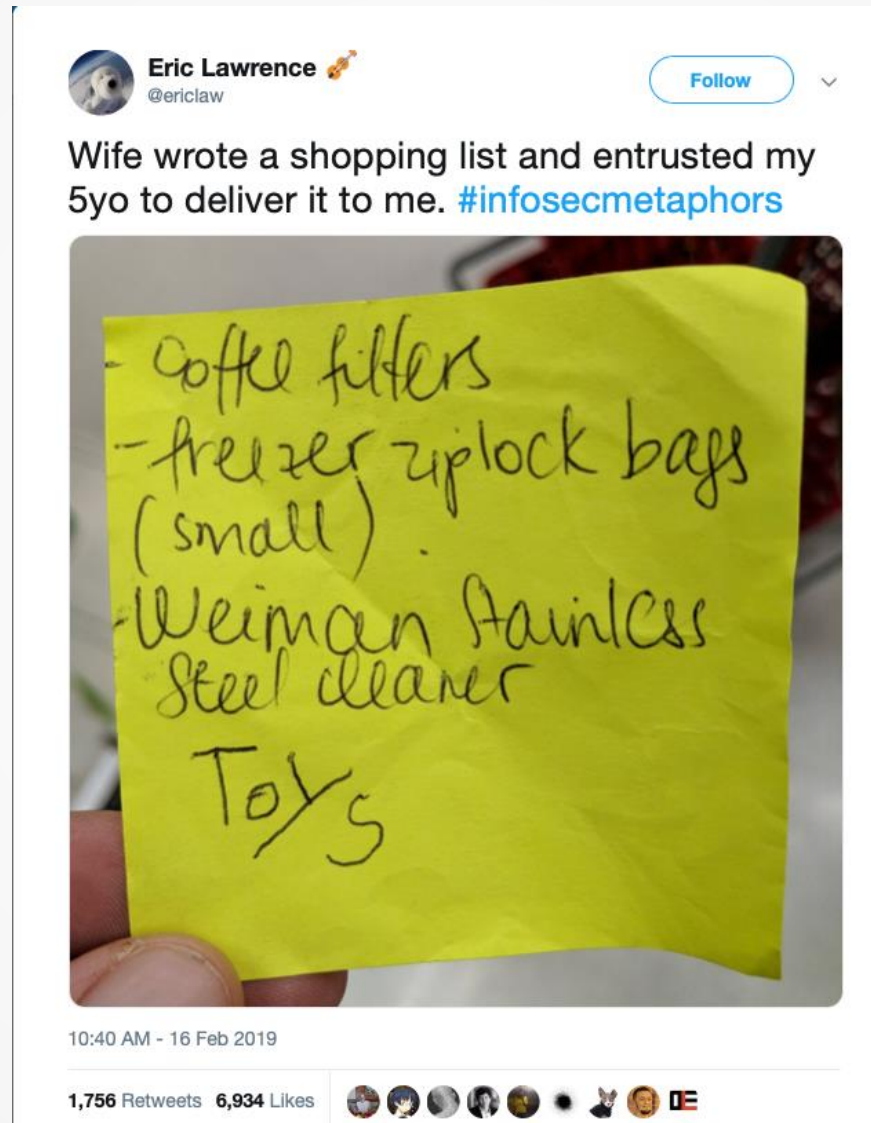 Eric Lawrence 🎻
@ericlaw
Follow
Wife wrote a shopping list and entrusted my
5yo to deliver it to me. #infosecmetaphors
- Coffee filters
- freezer ziplock bags
(small).
- Weiman Stainless
Steel cleaner
Toys
10:40 AM - 16 Feb 2019
1,756 Retweets 6,934 Likes